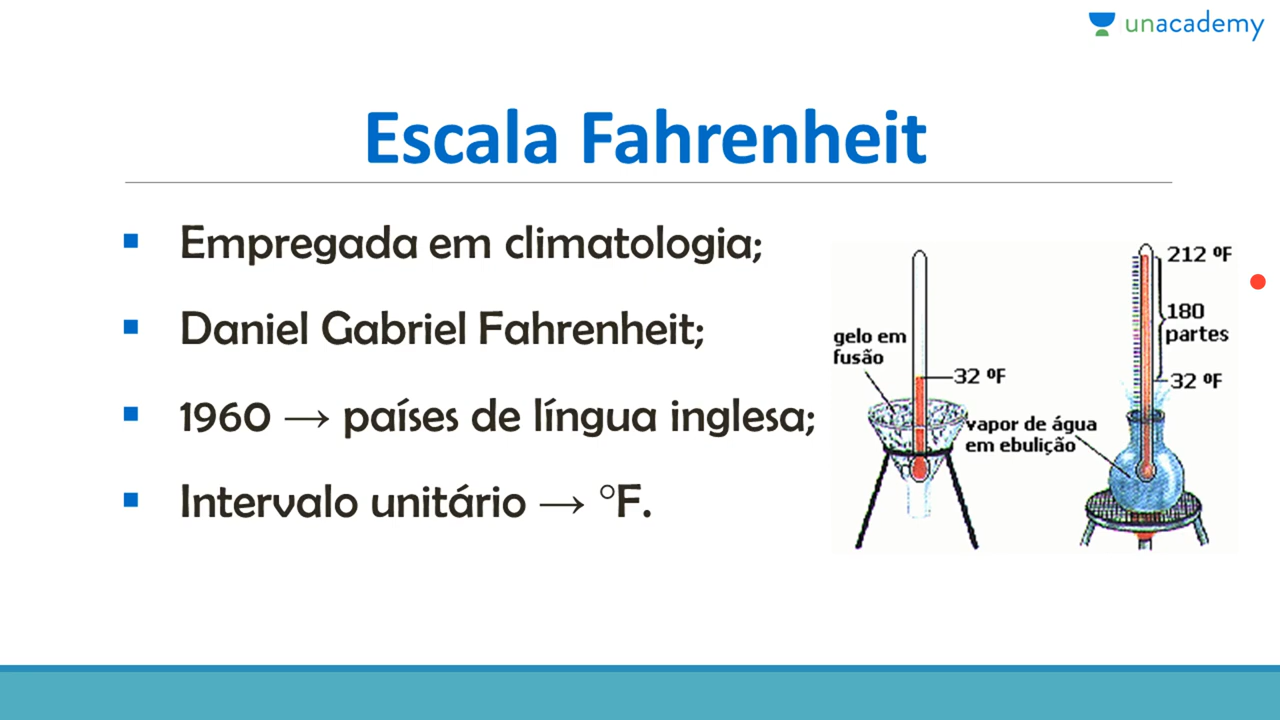 unacademy
Escala Fahrenheit
▪ Empregada em climatologia;
▪ Daniel Gabriel Fahrenheit;
▪ 1960 → países de língua inglesa;
▪ Intervalo unitário → °F.
gelo em
fusão
32 ºF
vapor de água
em ebulição
212 ºF
180
partes
32 ºF